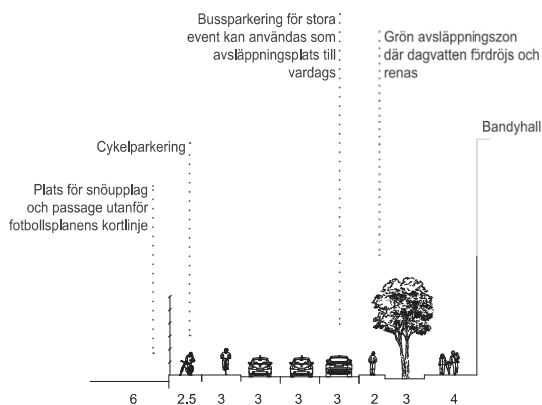 Bussparkering för stora
event kan användas som
avsläppningsplats till
vardags
Grön avsläppningszon
där dagvatten fördröjs och
renas
Bandyhall
Cykelparkering
Plats för snöupplag
och passage utanför
fotbollsplanens kortlinje
6 2.5 3 3 3 3 2 3 4